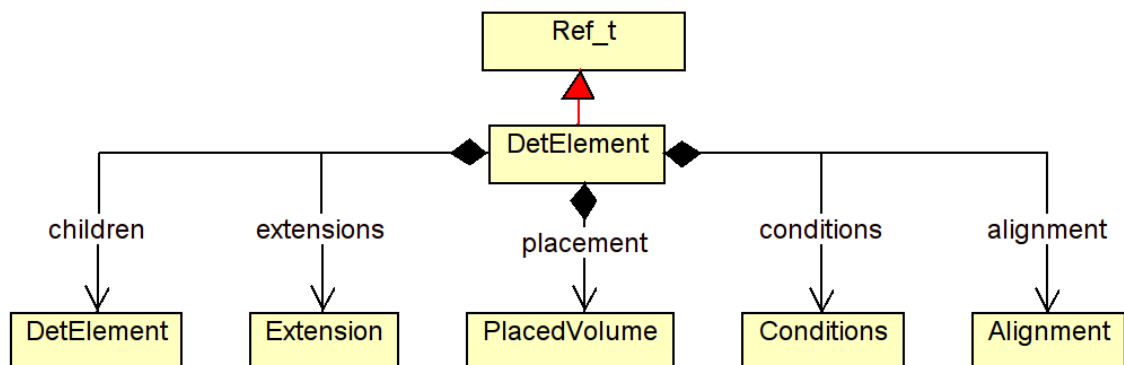 Ref_t
DetElement
children
extensions
placement
conditions
alignment
DetElement
Extension
PlacedVolume
Conditions
Alignment